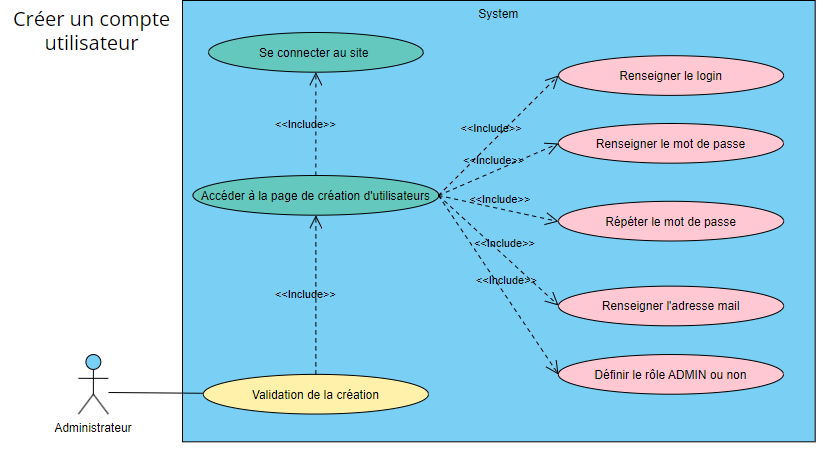 Créer un compte
utilisateur
System
Se connecter au site
<<Include>>
Accéder à la page de création d'utilisateurs
<<Include>>
Validation de la création
Administrateur
Renseigner le login
<<Include>>
Renseigner le mot de passe
<<Include>>
Répéter le mot de passe
<<Include>>
Renseigner l'adresse mail
<<Include>>
Définir le rôle ADMIN ou non
<<Include>>